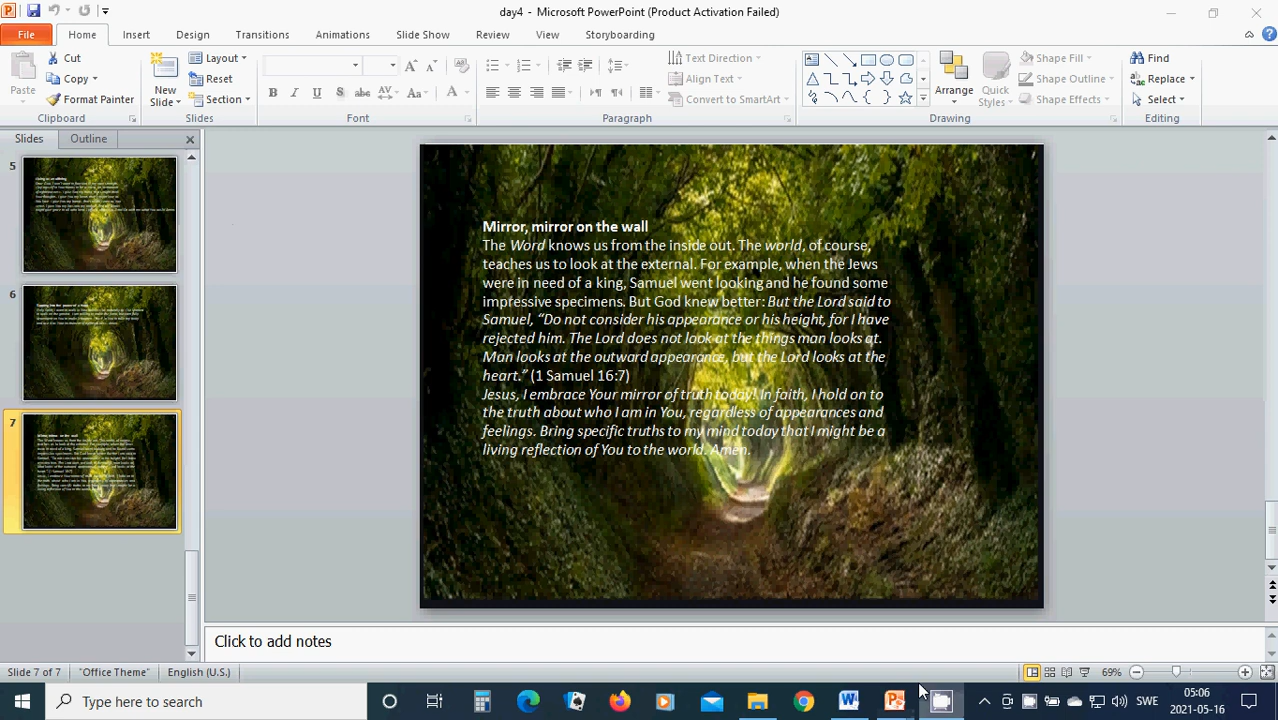 day4 - Microsoft PowerPoint (Product Activation Failed)
File Home Insert Design Transitions Animations Slide Show Review View Storyboarding
Paste
Cut
Copy
Format Painter
Clipboard
New Slide
Layout
Reset
Section
Slides
B I U S abc AV Aa A
Font
Text Direction
Align Text
Convert to SmartArt
Paragraph
Arrange
Quick Styles
Shape Fill
Shape Outline
Shape Effects
Drawing
Find
Replace
Select
Editing
Slides Outline
5
6
7
Mirror, mirror on the wall
The Word knows us from the inside out. The world, of course,
teaches us to look at the external. For example, when the Jews
were in need of a king, Samuel went looking and he found some
impressive specimens. But God knew better: But the Lord said to
Samuel, “Do not consider his appearance or his height, for I have
rejected him. The Lord does not look at the things man looks at.
Man looks at the outward appearance, but the Lord looks at the
heart.” (1 Samuel 16:7)
Jesus, I embrace Your mirror of truth today! In faith, I hold on to
the truth about who I am in You, regardless of appearances and
feelings. Bring specific truths to my mind today that I might be a
living reflection of You to the world. Amen.
Click to add notes
Slide 7 of 7 "Office Theme" English (U.S.) 69%
Type here to search
SWE
05:06
2021-05-16